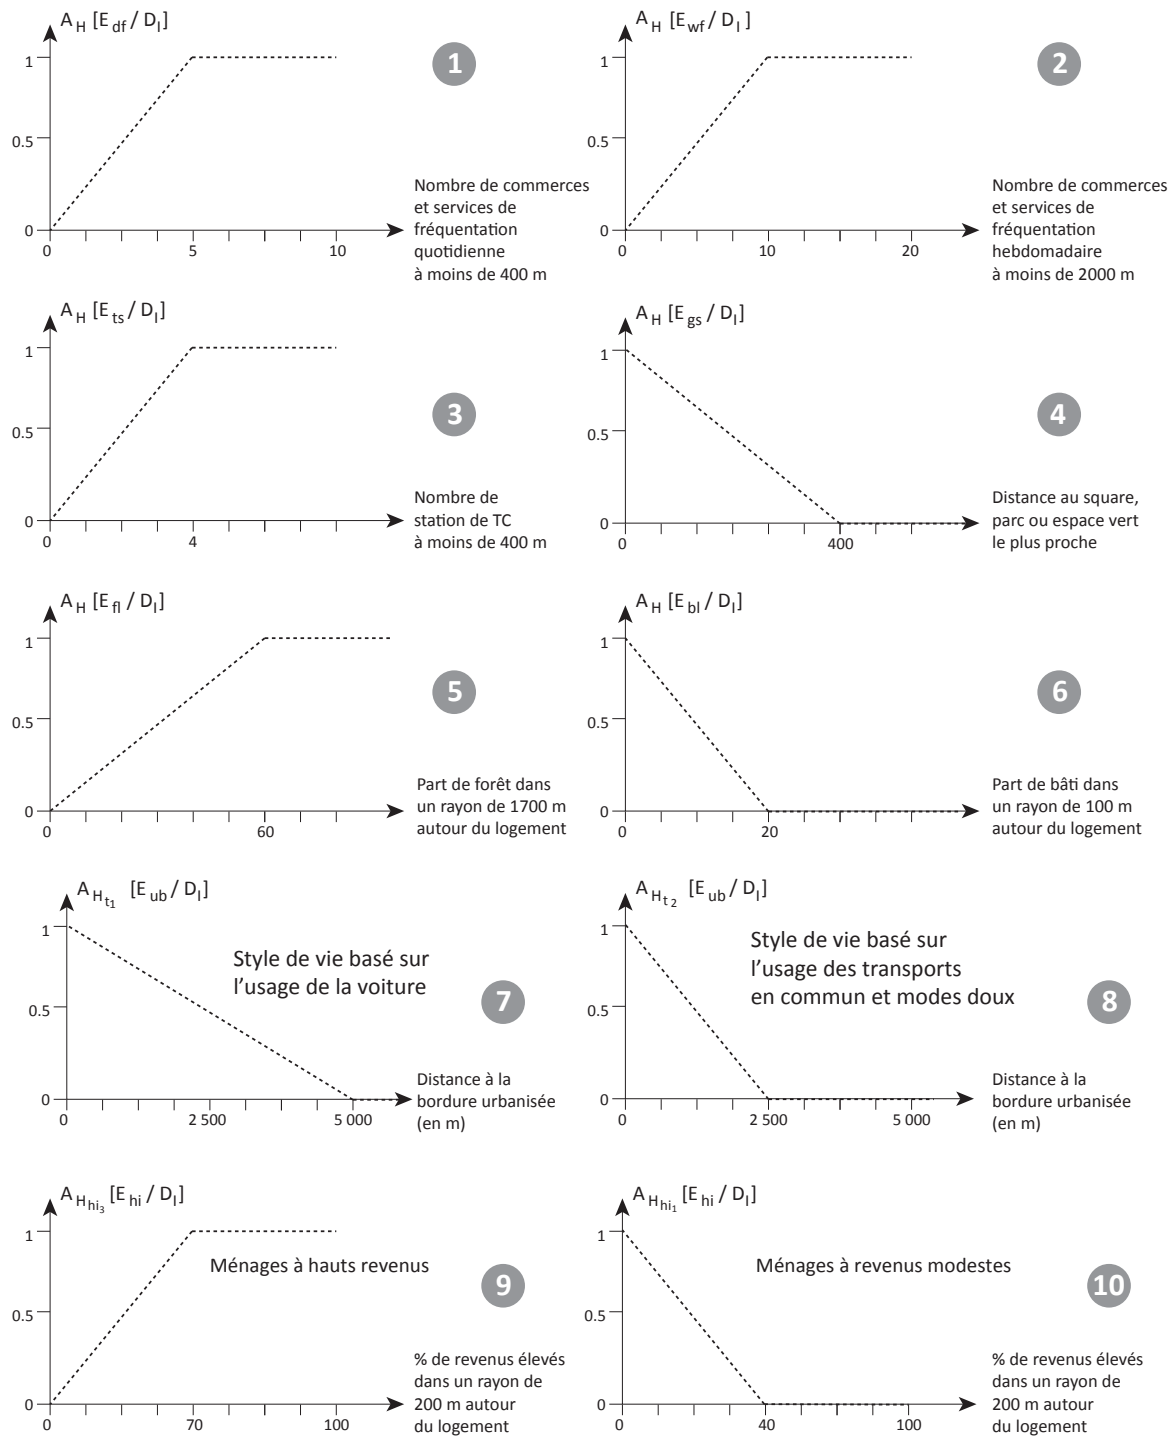 A H [E df / D I]
1
0.5
0
0 5 10
1
Nombre de commerces
et services de
fréquentation
quotidienne
à moins de 400 m
A H [E wf / D I]
1
0.5
0
0 10 20
2
Nombre de commerces
et services de
fréquentation
hebdomadaire
à moins de 2000 m
A H [E ts / D I]
1
0.5
0
0 4
3
Nombre de
station de TC
à moins de 400 m
A H [E gs / D I]
1
0.5
0
0 400
4
Distance au square,
parc ou espace vert
le plus proche
A H [E fl / D I]
1
0.5
0
0 60
5
Part de forêt dans
un rayon de 1700 m
autour du logement
A H [E bl / D I]
1
0.5
0
0 20
6
Part de bâti dans
un rayon de 100 m
autour du logement
A H t1 [E ub / D I]
1
0.5
0
0 2 500 5 000
Style de vie basé sur
l'usage de la voiture
7
Distance à la
bordure urbanisée
(en m)
A H t 2 [E ub / D I]
1
0.5
0
0 2 500 5 000
Style de vie basé sur
l'usage des transports
en commun et modes doux
8
Distance à la
bordure urbanisée
(en m)
A H hi3 [E hi / D I]
1
0.5
0
0 70 100
Ménages à hauts revenus
9
% de revenus élevés
dans un rayon de
200 m autour
du logement
A H hi1 [E hi / D I]
1
0.5
0
0 40 100
Ménages à revenus modestes
10
% de revenus élevés
dans un rayon de
200 m autour
du logement